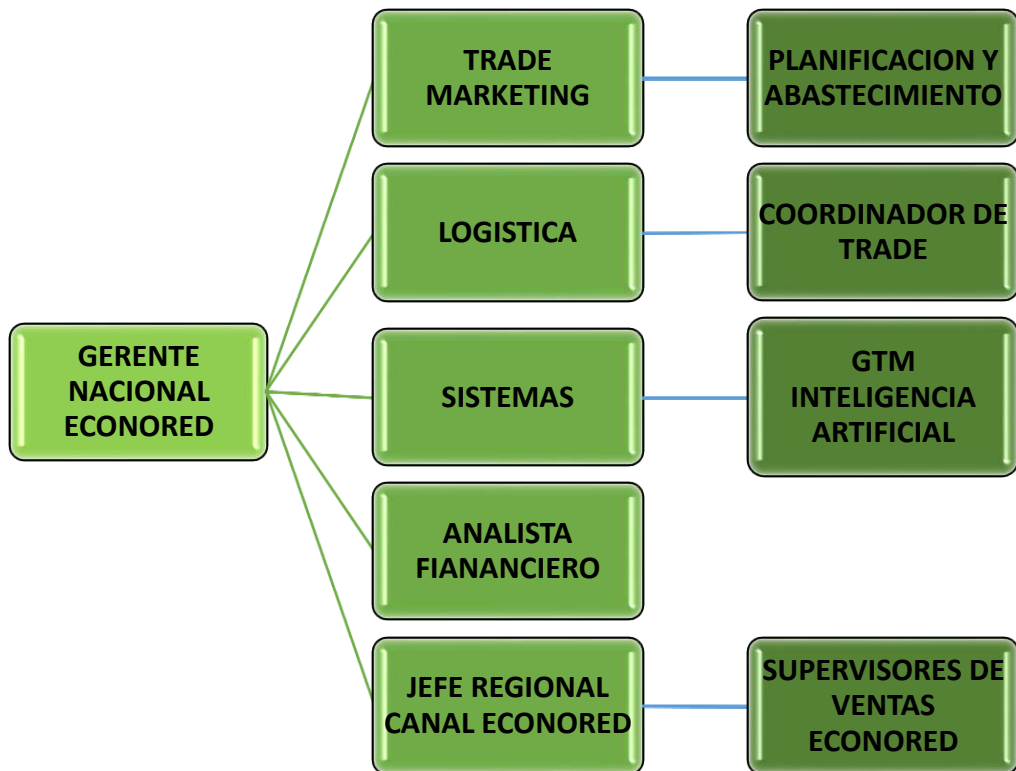 TRADE
MARKETING
PLANIFICACION Y
ABASTECIMIENTO
LOGISTICA
COORDINADOR DE
TRADE
GERENTE
NACIONAL
ECONORED
SISTEMAS
GTM
INTELIGENCIA
ARTIFICIAL
ANALISTA
FIANANCIERO
JEFE REGIONAL
CANAL ECONORED
SUPERVISORES DE
VENTAS
ECONORED